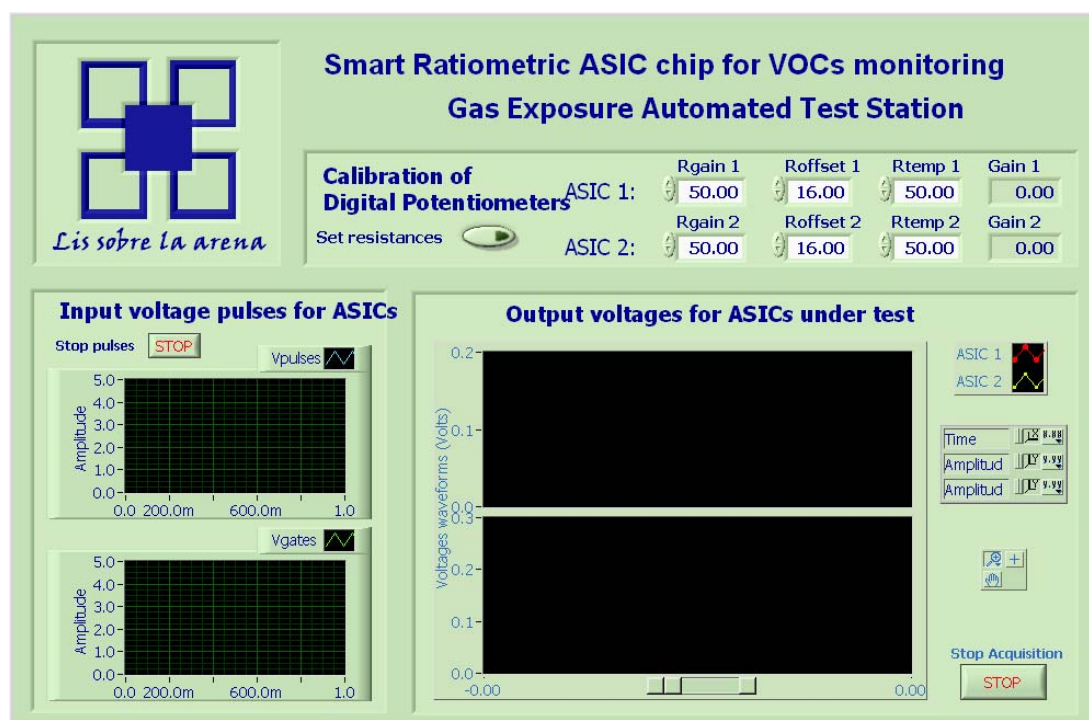 Smart Ratiometric ASIC chip for VOCs monitoring
Gas Exposure Automated Test Station
Lis sobre la arena
Calibration of
Digital Potentiometers
Set resistances
Rgain 1 Roffset 1 Rtemp 1 Gain 1
ASIC 1: 50.00 16.00 50.00 0.00
Rgain 2 Roffset 2 Rtemp 2 Gain 2
ASIC 2: 50.00 16.00 50.00 0.00
Input voltage pulses for ASICs
Stop pulses STOP
Vpulses
Amplitude
5.0
4.0
3.0
2.0
1.0
0.0
0.0 200.0m 600.0m 1.0
Vgates
Amplitude
5.0
4.0
3.0
2.0
1.0
0.0
0.0 200.0m 600.0m 1.0
Output voltages for ASICs under test
Voltages waveforms (Volts)
0.2
0.1
0.0
0.3
0.2
0.1
0.0
-0.00 0.00
ASIC 1
ASIC 2
Time X 8.88
Amplitud Y 9.99
Amplitud Y 9.99
Stop Acquisition
STOP